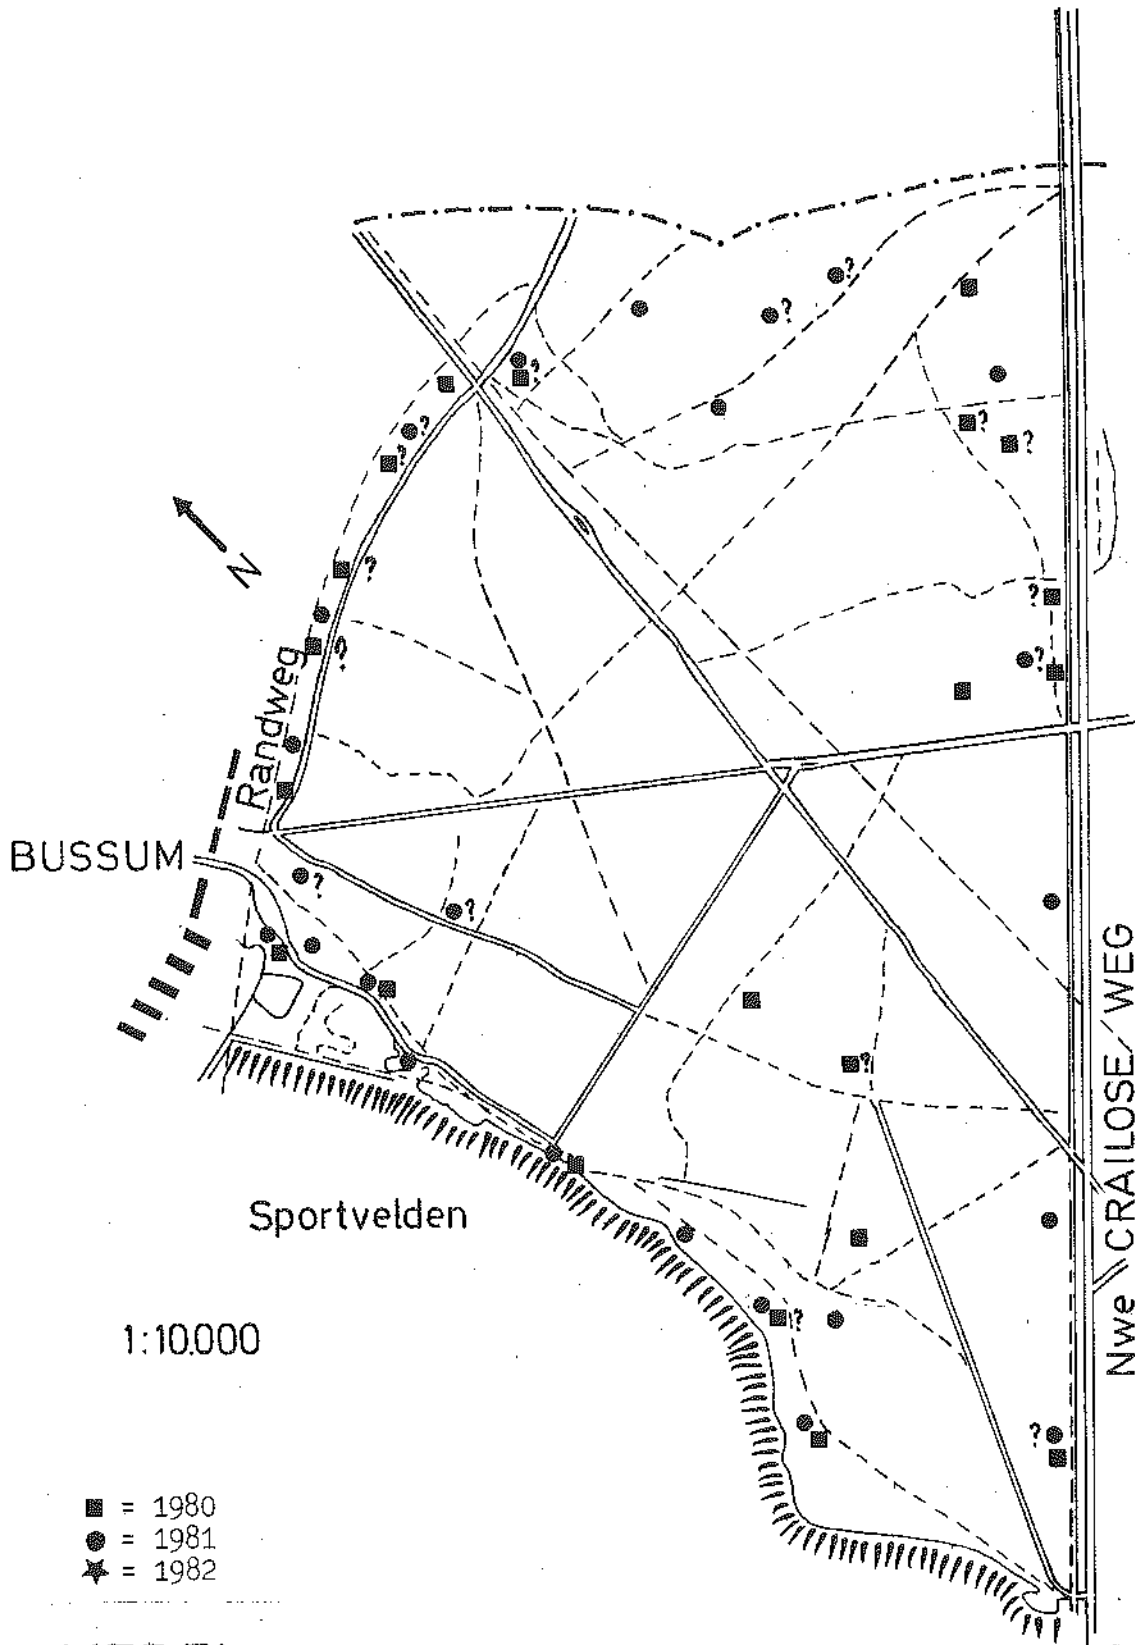 N
Randweg
BUSSUM
Nwe CRAILOSE WEG
Sportvelden
1:10.000
■ = 1980
● = 1981
★ = 1982